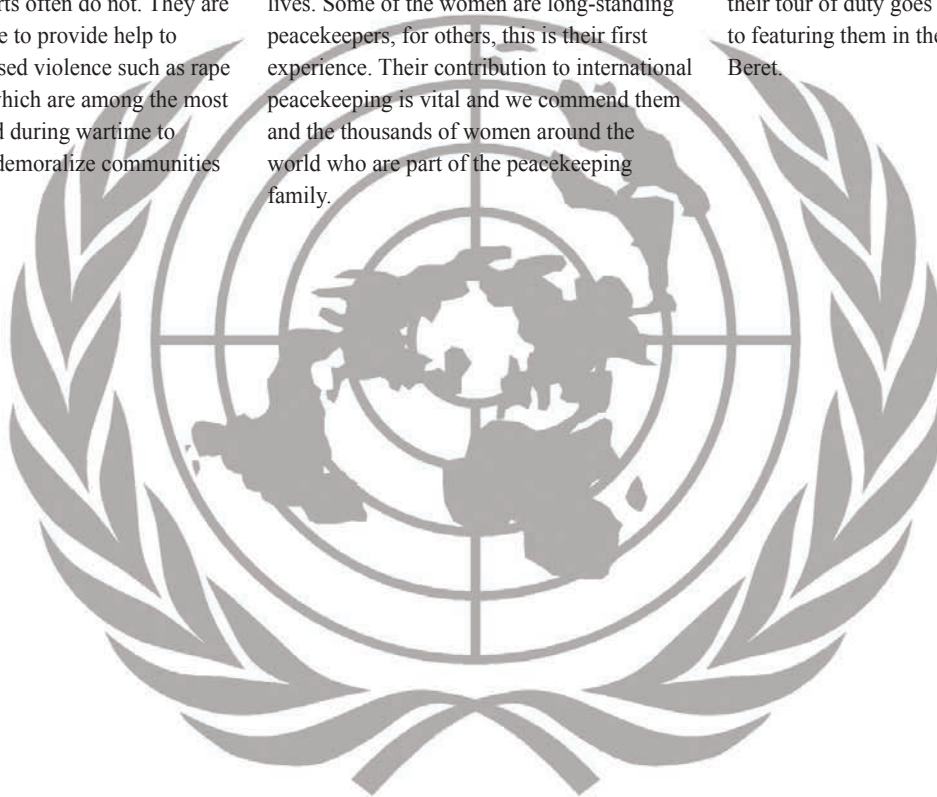 rts often do not. They are
e to provide help to
sed violence such as rape
which are among the most
d during wartime to
demoralize communities
lives. Some of the women are long-standing
peacekeepers, for others, this is their first
experience. Their contribution to international
peacekeeping is vital and we commend them
and the thousands of women around the
world who are part of the peacekeeping
family.
their tour of duty goes
to featuring them in the
Beret.